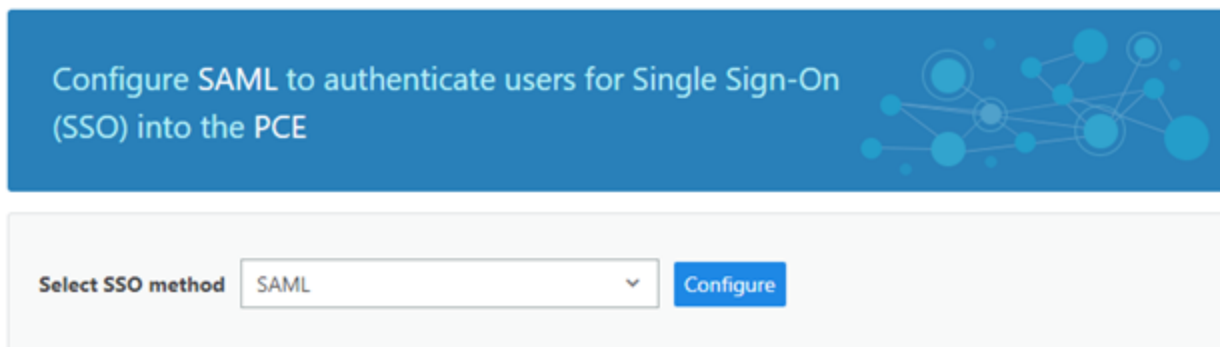 Configure SAML to authenticate users for Single Sign-On
(SSO) into the PCE
Select SSO method SAML Configure